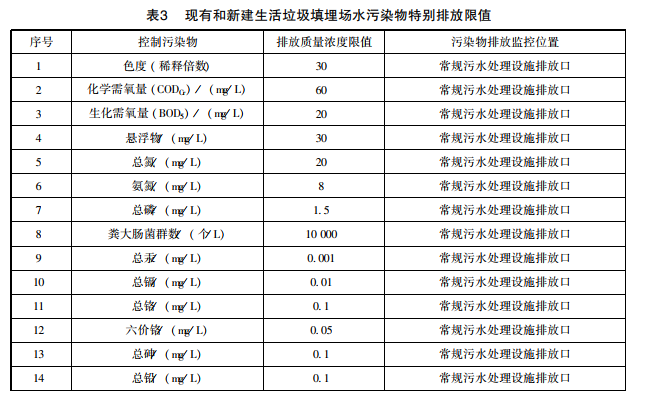 表3 现有和新建生活垃圾填埋场水污染物特别排放限值
序号 控制污染物 排放质量浓度限值 污染物排放监控位置
1 色度(稀释倍数) 30 常规污水处理设施排放口
2 化学需氧量(CODCr)/(mg/L) 60 常规污水处理设施排放口
3 生化需氧量(BOD5)/(mg/L) 20 常规污水处理设施排放口
4 悬浮物/(mg/L) 30 常规污水处理设施排放口
5 总氮/(mg/L) 20 常规污水处理设施排放口
6 氨氮/(mg/L) 8 常规污水处理设施排放口
7 总磷/(mg/L) 1.5 常规污水处理设施排放口
8 粪大肠菌群数/(个/L) 10 000 常规污水处理设施排放口
9 总汞/(mg/L) 0.001 常规污水处理设施排放口
10 总镉/(mg/L) 0.01 常规污水处理设施排放口
11 总铬/(mg/L) 0.1 常规污水处理设施排放口
12 六价铬/(mg/L) 0.05 常规污水处理设施排放口
13 总砷/(mg/L) 0.1 常规污水处理设施排放口
14 总铅/(mg/L) 0.1 常规污水处理设施排放口